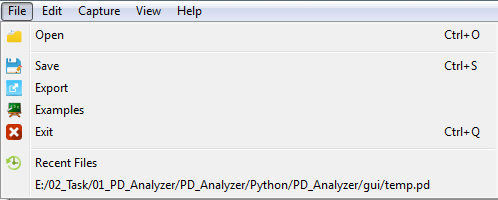 File Edit Capture View Help
Open Ctrl+O
Save Ctrl+S
Export
Examples
Exit Ctrl+Q
Recent Files
E:/02_Task/01_PD_Analyzer/PD_Analyzer/Python/PD_Analyzer/gui/temp.pd